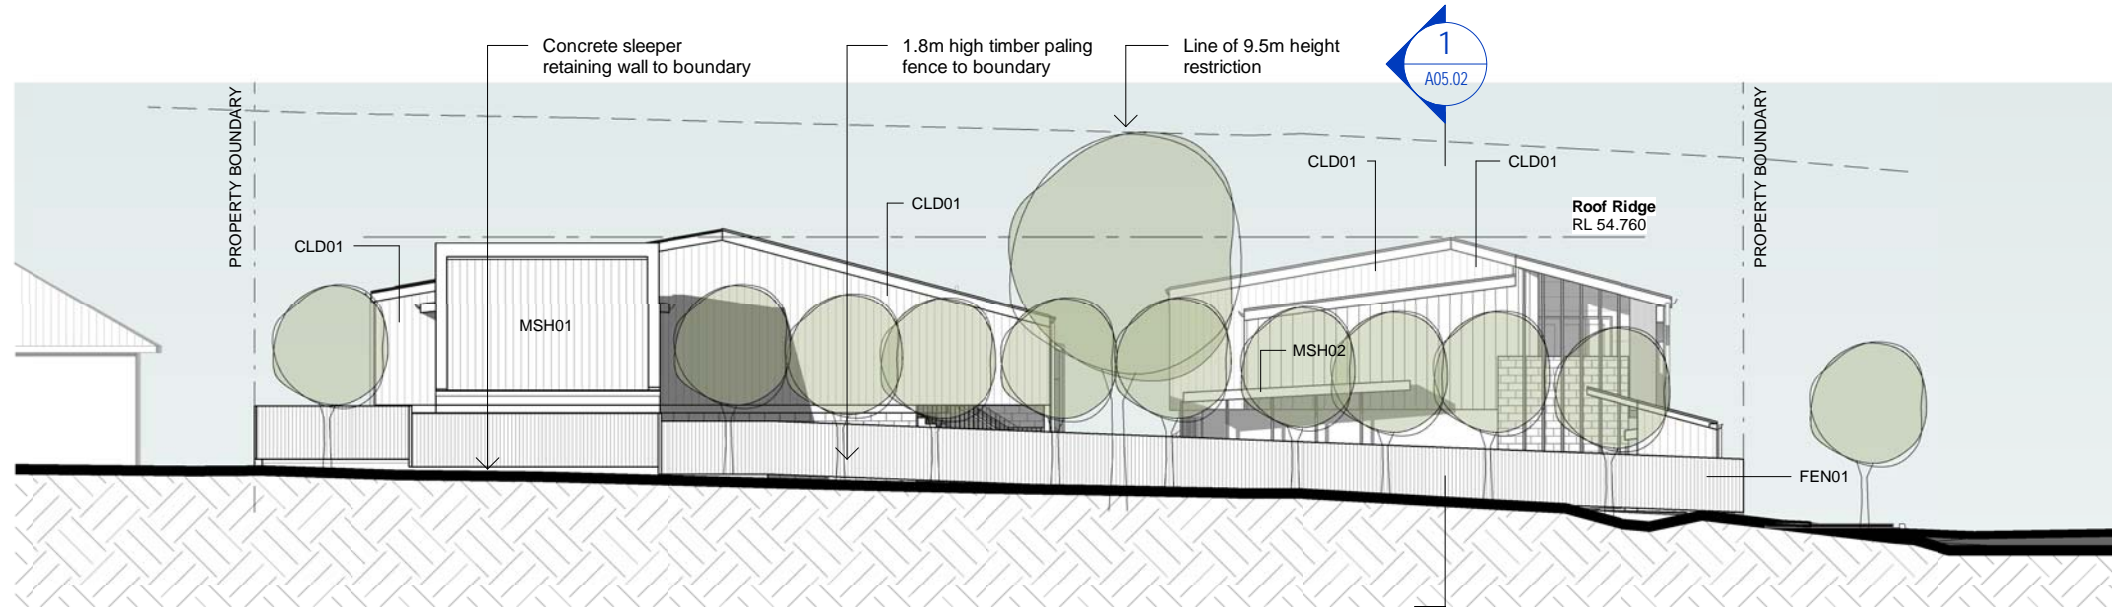 Concrete sleeper
retaining wall to boundary
1.8m high timber paling
fence to boundary
Line of 9.5m height
restriction
1
A05.02
PROPERTY BOUNDARY
PROPERTY BOUNDARY
CLD01
CLD01
CLD01
CLD01
Roof Ridge
RL 54.760
MSH01
MSH02
FEN01